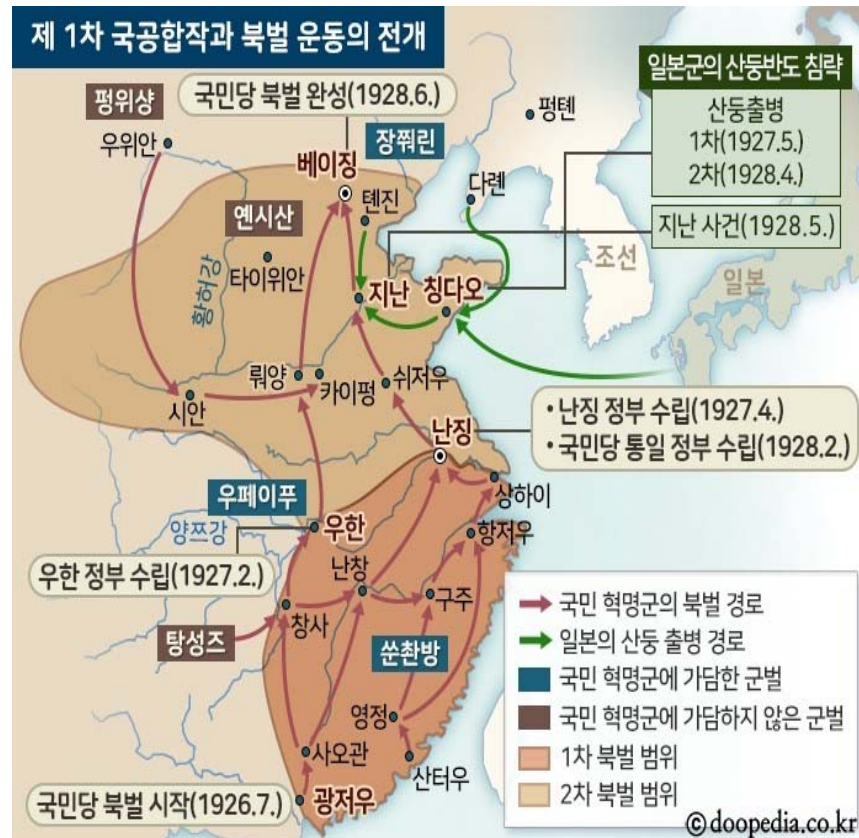 제 1차 국공합작과 북벌 운동의 전개
일본군의 산둥반도 침략
산둥출병
1차(1927.5.)
2차(1928.4.)
지난 사건(1928.5.)
펑위샹
국민당 북벌 완성(1928.6.)
우위안
장쭤린
펑톈
베이징
톈진
다롄
옌시산
타이위안
황허강
지난
칭다오
조선
일본
뤄양
카이펑
쉬저우
시안
난징
• 난징 정부 수립(1927.4.)
• 국민당 통일 정부 수립(1928.2.)
우페이푸
상하이
양쯔강
우한
항저우
우한 정부 수립(1927.2.)
난창
구주
창사
탕성즈
쑨촨방
영정
사오관
산터우
국민당 북벌 시작(1926.7.)
광저우
국민 혁명군의 북벌 경로
일본의 산둥 출병 경로
국민 혁명군에 가담한 군벌
국민 혁명군에 가담하지 않은 군벌
1차 북벌 범위
2차 북벌 범위
ⓒdoopedia.co.kr